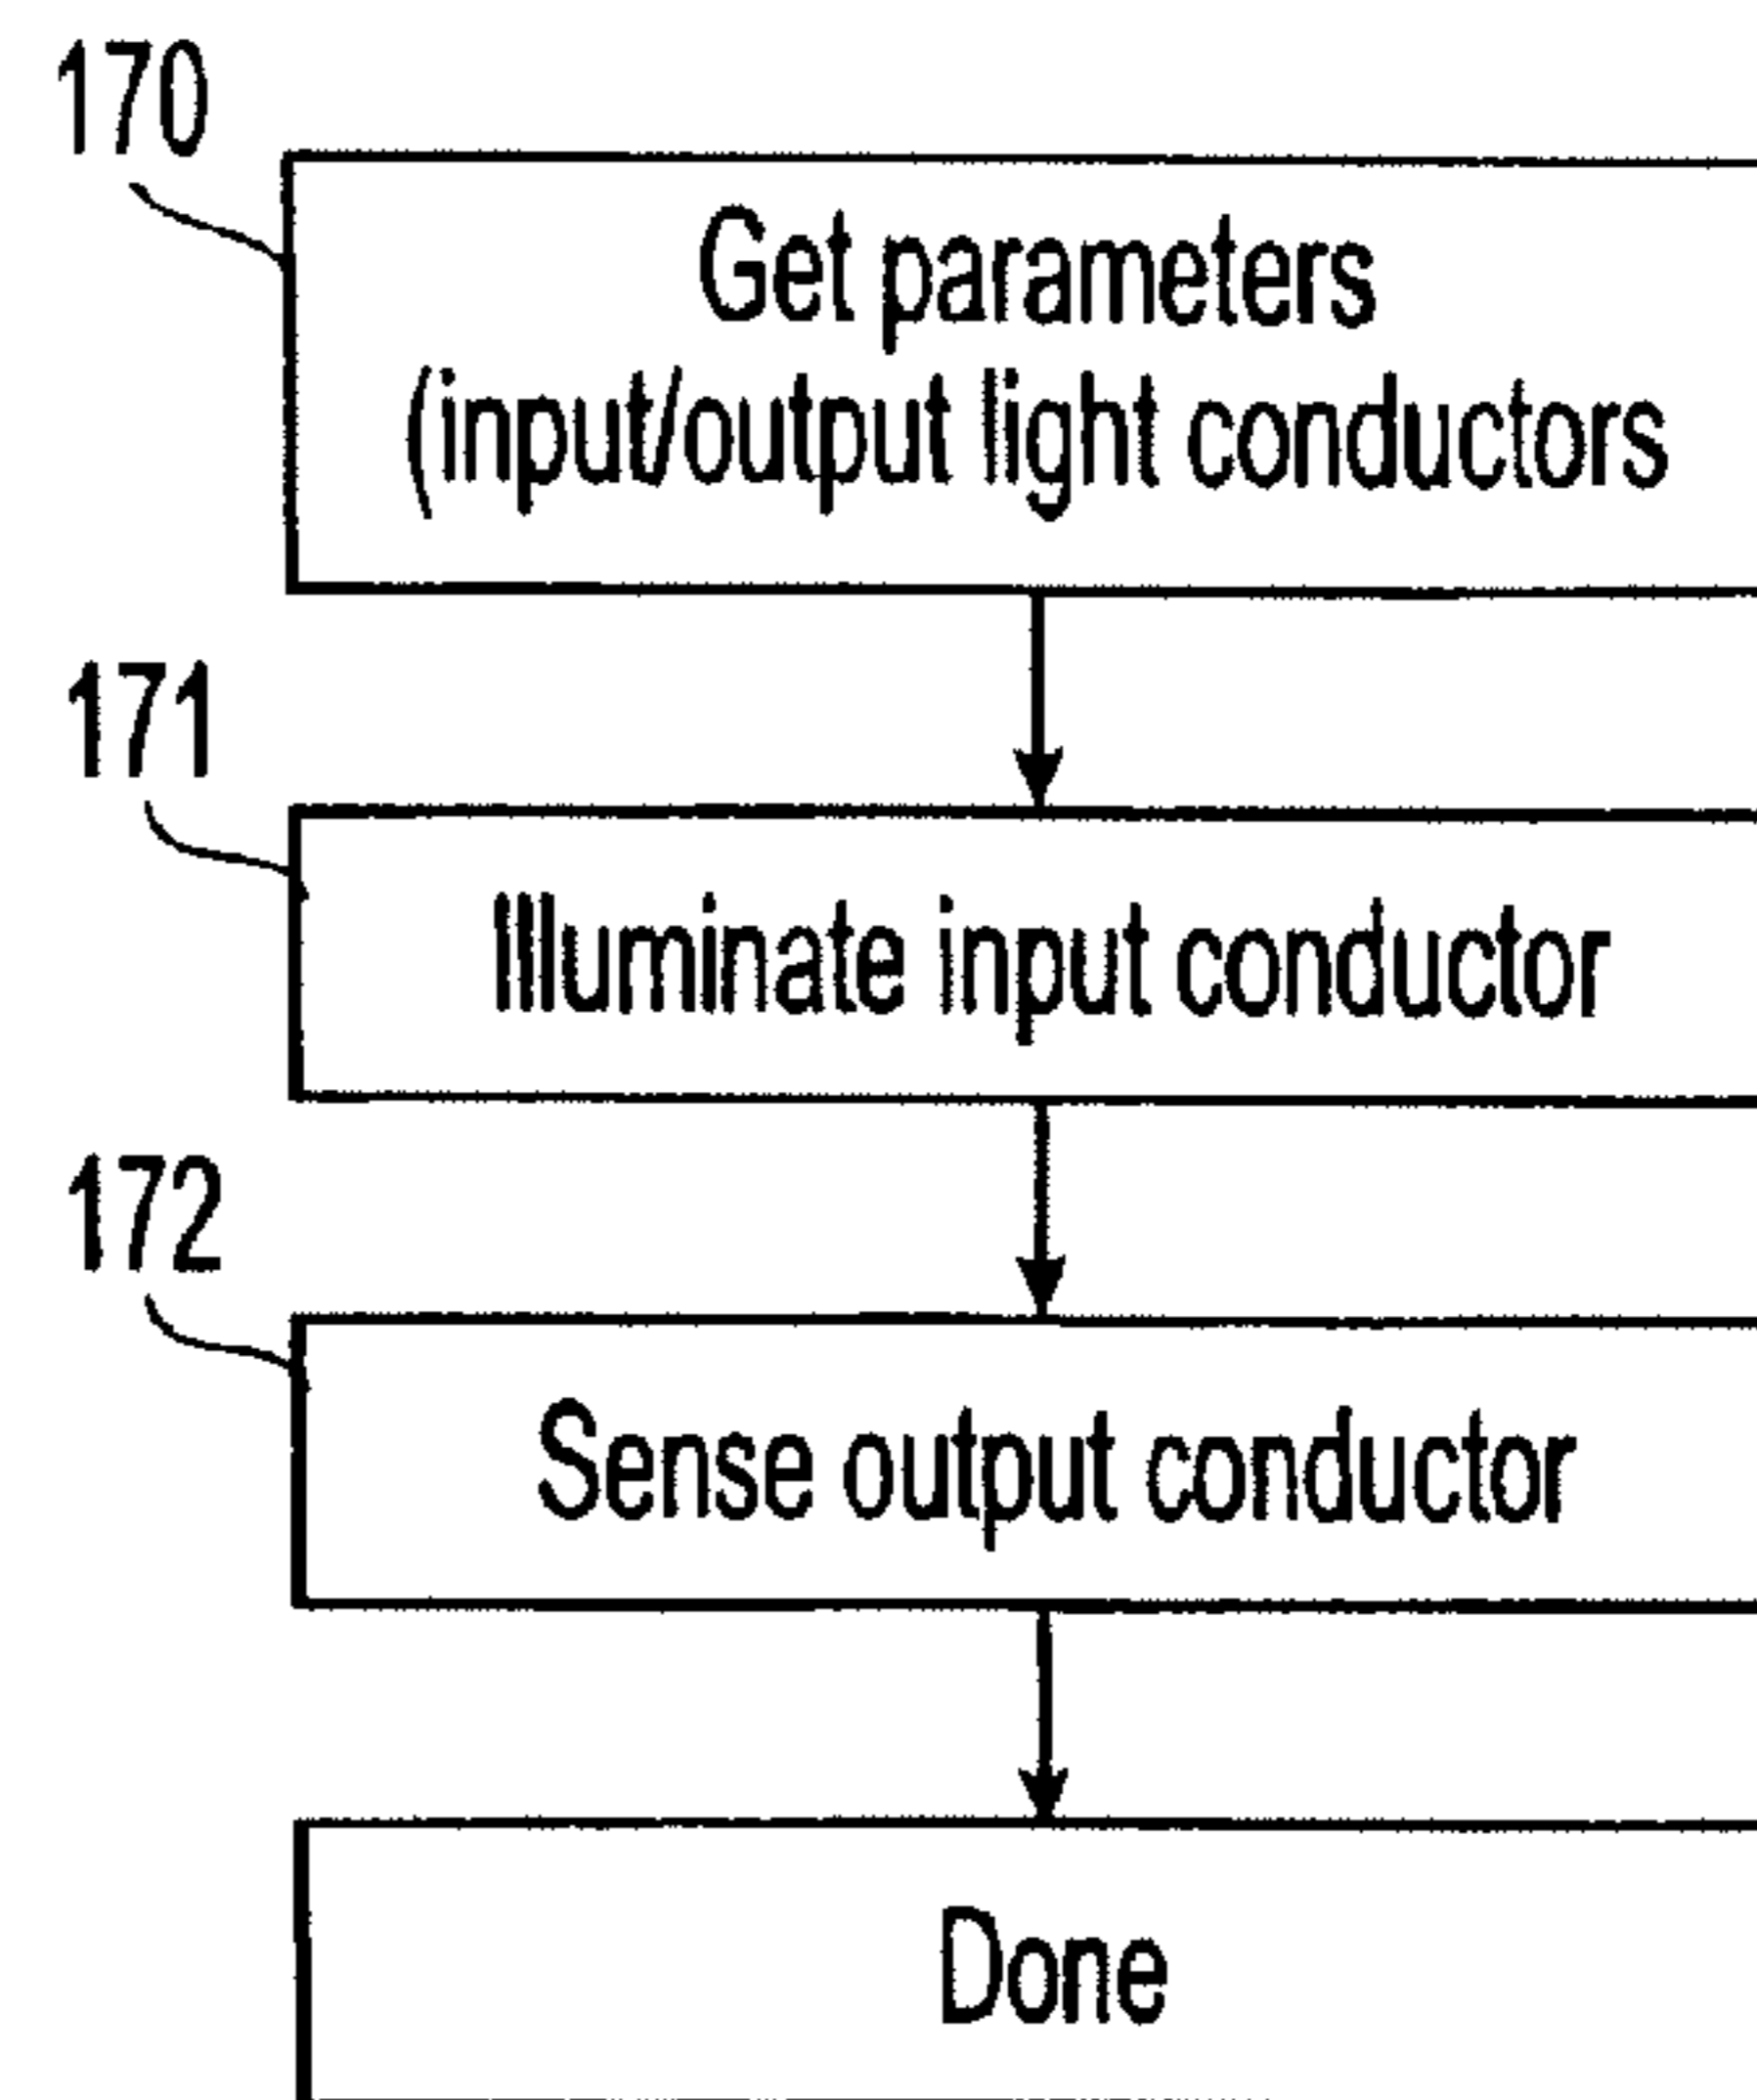 170
Get parameters
(input/output light conductors
171
Illuminate input conductor
172
Sense output conductor
Done